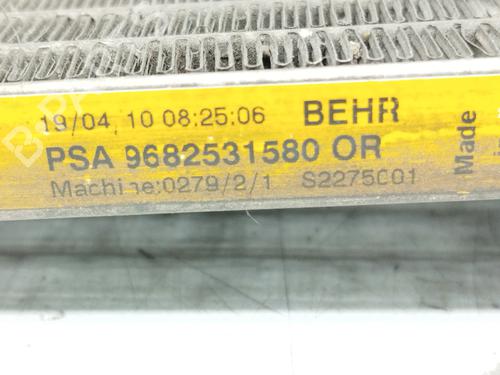 19/04, 10 08:25:06 BEHR
PSA 9682531580 OR
Machine:0279/2/1 S2275001
Made